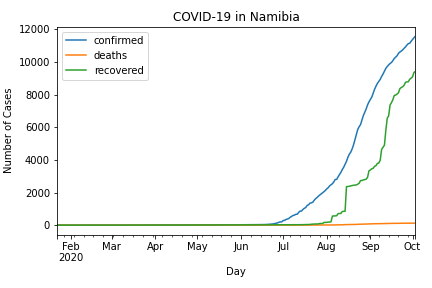 COVID-19 in Namibia
12000
10000
8000
6000
4000
2000
0
Number of Cases
confirmed
deaths
recovered
Feb Mar Apr May Jun Jul Aug Sep Oct
2020
Day